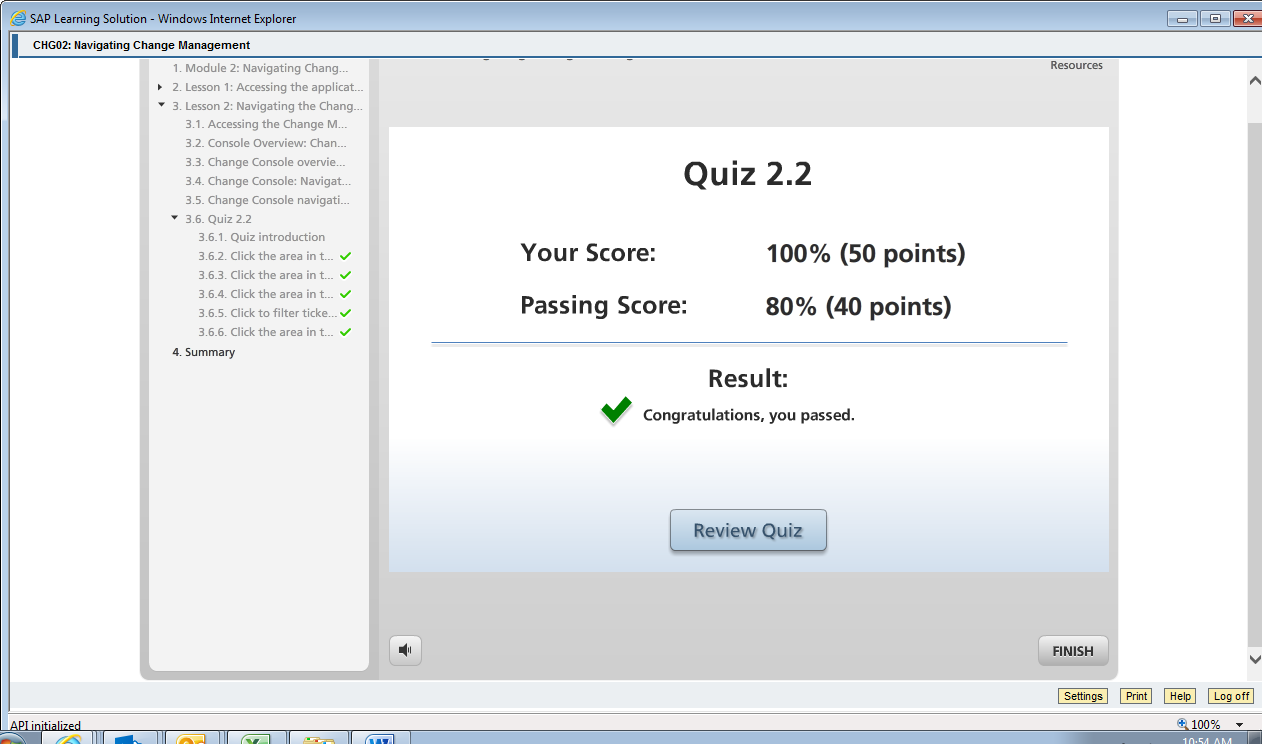 SAP Learning Solution - Windows Internet Explorer
CHG02: Navigating Change Management
Resources
1. Module 2: Navigating Chang...
2. Lesson 1: Accessing the applicat...
3. Lesson 2: Navigating the Chang...
3.1. Accessing the Change M...
3.2. Console Overview: Chan...
3.3. Change Console overvie...
3.4. Change Console: Navigat...
3.5. Change Console navigati...
3.6. Quiz 2.2
3.6.1. Quiz introduction
3.6.2. Click the area in t...
3.6.3. Click the area in t...
3.6.4. Click the area in t...
3.6.5. Click to filter ticke...
3.6.6. Click the area in t...
4. Summary
Quiz 2.2
Your Score: 100% (50 points)
Passing Score: 80% (40 points)
Result:
Congratulations, you passed.
Review Quiz
FINISH
Settings Print Help Log off
API initialized
100%
10:54 AM